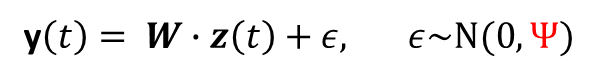 𝐲(t) = 𝑾 · 𝒛(t) + ϵ, ϵ~N(0, Ψ)